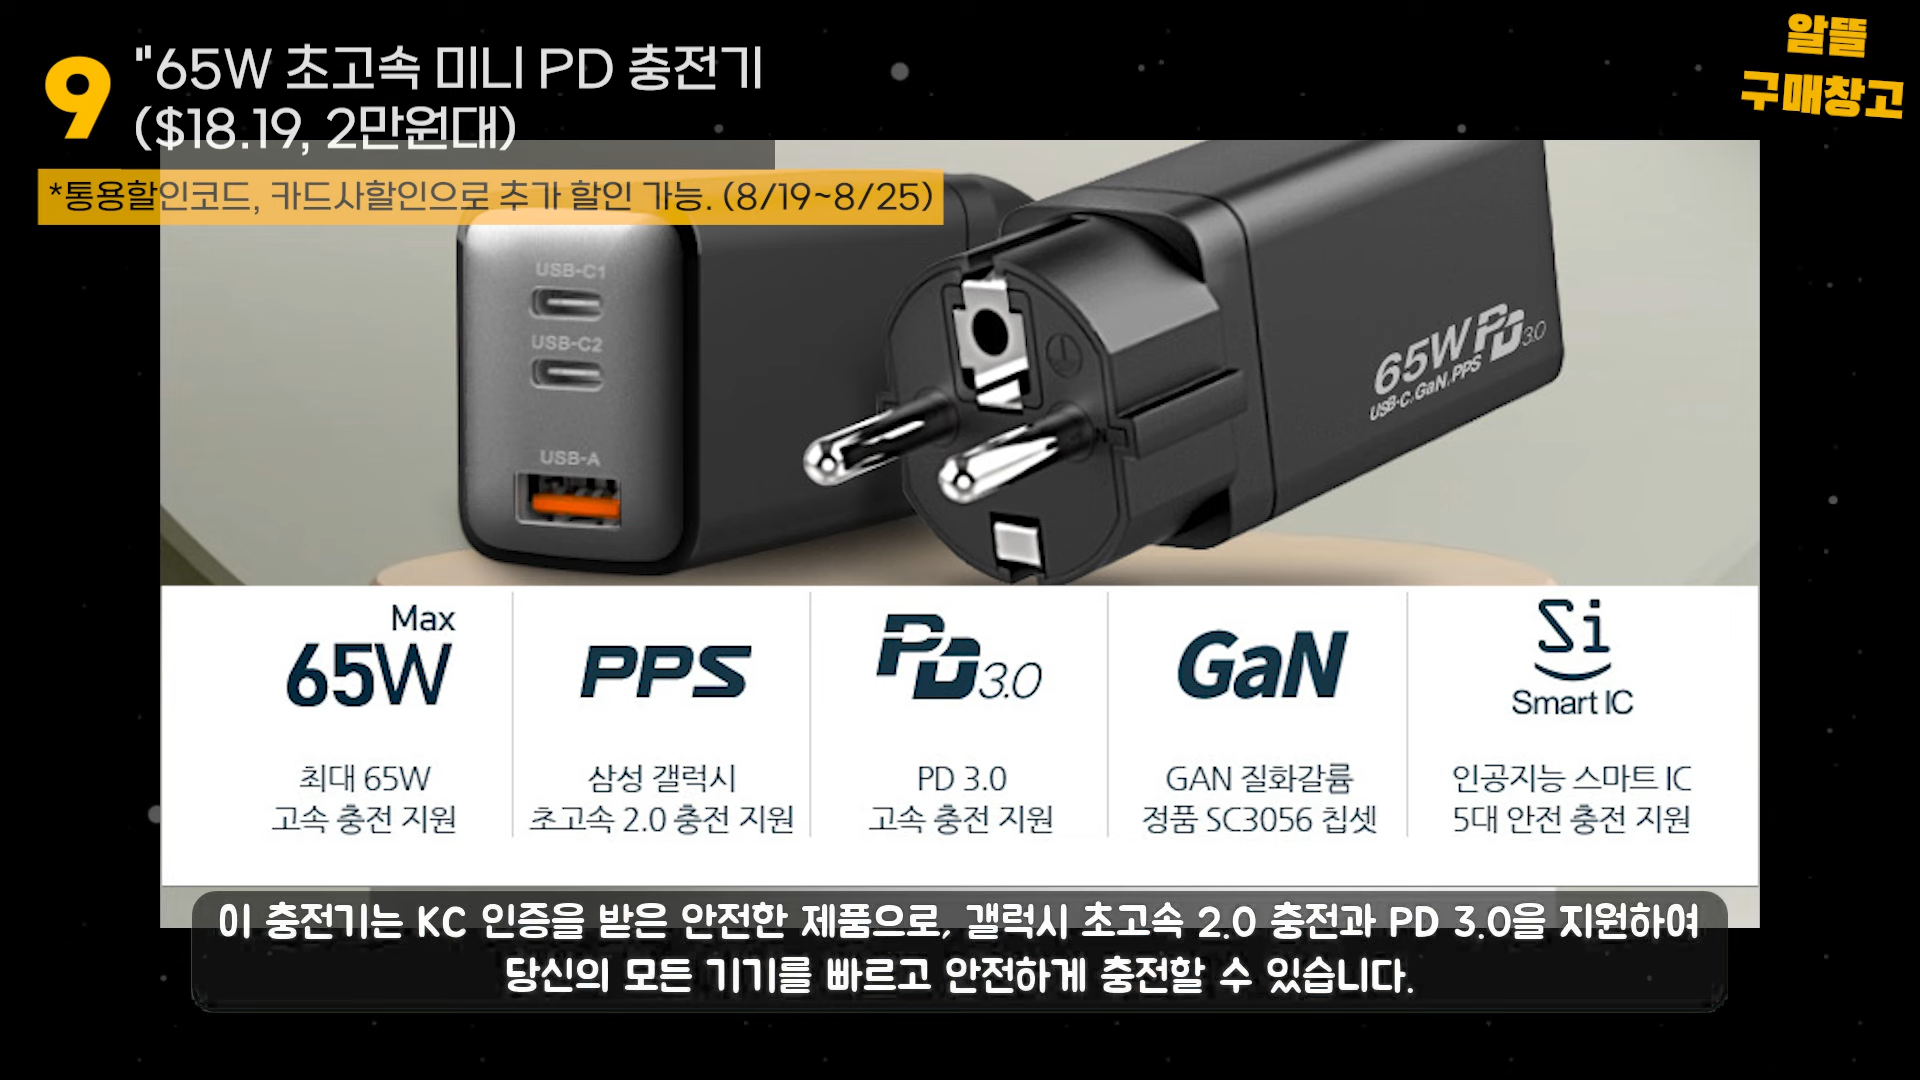 9
"65W 초고속 미니 PD 충전기
($18.19, 2만원대)
*통용할인코드, 카드사할인으로 추가 할인 가능. (8/19~8/25)
알뜰
구매창고
USB-C1
USB-C2
USB-A
65W PD 3.0
USB-C. GaN. PPS
Max
65W
최대 65W
고속 충전 지원
PPS
삼성 갤럭시
초고속 2.0 충전 지원
PD 3.0
PD 3.0
고속 충전 지원
GaN
GAN 질화갈륨
정품 SC3056 칩셋
Si
Smart IC
인공지능 스마트 IC
5대 안전 충전 지원
이 충전기는 KC 인증을 받은 안전한 제품으로, 갤럭시 초고속 2.0 충전과 PD 3.0을 지원하여
당신의 모든 기기를 빠르고 안전하게 충전할 수 있습니다.